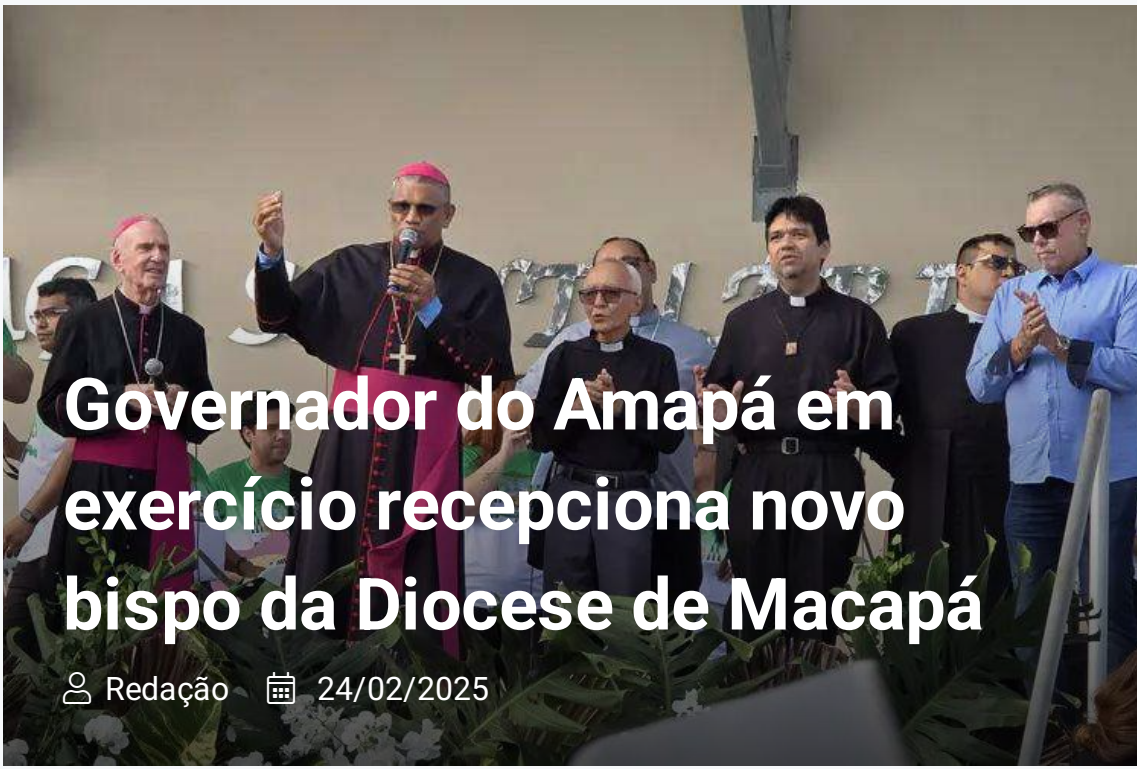 Governador do Amapá em
exercício recepciona novo
bispo da Diocese de Macapá
Redação 24/02/2025